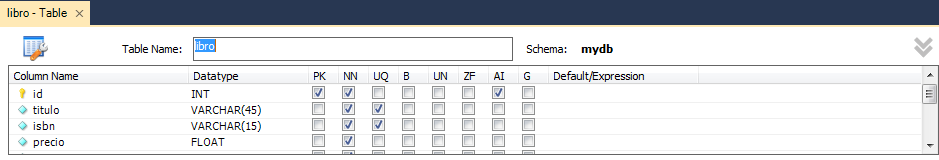 libro - Table
Table Name: libro Schema: mydb
Column Name Datatype PK NN UQ B UN ZF AI G Default/Expression
id INT
titulo VARCHAR(45)
isbn VARCHAR(15)
precio FLOAT